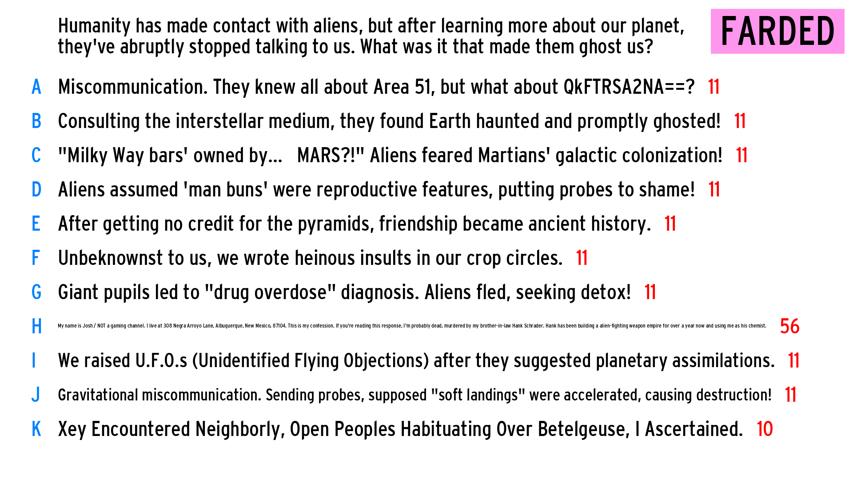 Humanity has made contact with aliens, but after learning more about our planet,
they've abruptly stopped talking to us. What was it that made them ghost us?
FARDED
A Miscommunication. They knew all about Area 51, but what about QkFTRSA2NA==? 11
B Consulting the interstellar medium, they found Earth haunted and promptly ghosted! 11
C "Milky Way bars' owned by... MARS?!" Aliens feared Martians' galactic colonization! 11
D Aliens assumed 'man buns' were reproductive features, putting probes to shame! 11
E After getting no credit for the pyramids, friendship became ancient history. 11
F Unbeknownst to us, we wrote heinous insults in our crop circles. 11
G Giant pupils led to "drug overdose" diagnosis. Aliens fled, seeking detox! 11
H My name is Josh/ NOT a gaming channel. I live at 308 Negra Arroyo Lane, Albuquerque, New Mexico, 87104. This is my confession. If you're reading this response, I'm probably dead, murdered by my brother-in-law Hank Schrader. Hank has been building a alien-fighting weapon empire for over a year now and using me as his chemist. 56
I We raised U.F.O.s (Unidentified Flying Objections) after they suggested planetary assimilations. 11
J Gravitational miscommunication. Sending probes, supposed "soft landings" were accelerated, causing destruction! 11
K Xey Encountered Neighborly, Open Peoples Habituating Over Betelgeuse, I Ascertained. 10